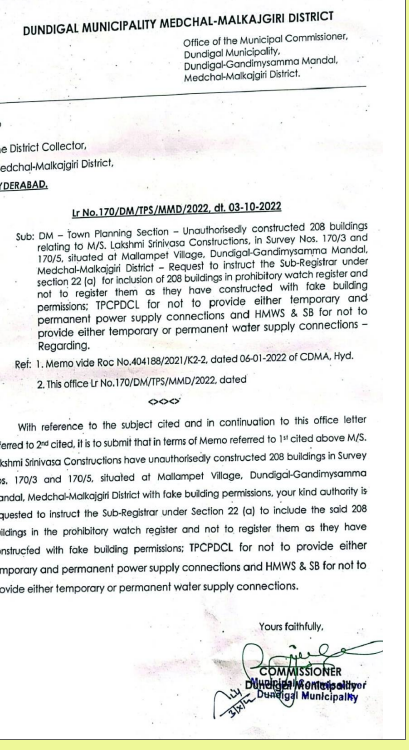 DUNDIGAL MUNICIPALITY MEDCHAL-MALKAJGIRI DISTRICT
Office of the Municipal Commissioner,
Dundigal Municipality,
Dundigal-Gandimysamma Mandal,
Medchal-Malkajgiri District.
e District Collector,
edchal-Malkajgiri District,
YDERABAD.
Lr No.170/DM/TPS/MMD/2022, dt. 03-10-2022
Sub: DM – Town Planning Section – Unauthorisedly constructed 208 buildings
relating to M/S. Lakshmi Srinivasa Constructions, in Survey Nos. 170/3 and
170/5, situated at Mallampet Village, Dundigal-Gandimysamma Mandal,
Medchal-Malkajgiri District – Request to instruct the Sub-Registrar under
section 22 (a) for inclusion of 208 buildings in prohibitory watch register and
not to register them as they have constructed with fake building
permissions; TPCPDCL for not to provide either temporary and
permanent power supply connections and HMWS & SB for not to
provide either temporary or permanent water supply connections –
Regarding.
Ref: 1. Memo vide Roc No.404188/2021/K2-2, dated 06-01-2022 of CDMA, Hyd.
2. This office Lr No.170/DM/TPS/MMD/2022, dated
With reference to the subject cited and in continuation to this office letter
ferred to 2nd cited, it is to submit that in terms of Memo referred to 1st cited above M/S.
kshmi Srinivasa Constructions have unauthorisedly constructed 208 buildings in Survey
os. 170/3 and 170/5, situated at Mallampet Village, Dundigal-Gandimysamma
andal, Medchal-Malkajgiri District with fake building permissions, your kind authority is
quested to instruct the Sub-Registrar under Section 22 (a) to include the said 208
ildings in the prohibitory watch register and not to register them as they have
onstructed with fake building permissions; TPCPDCL for not to provide either
mporary and permanent power supply connections and HMWS & SB for not to
ovide either temporary or permanent water supply connections.
Yours faithfully,
COMMISSIONER
Municipal Commissioner
Dundigal Municipality
Dundigal Municipality